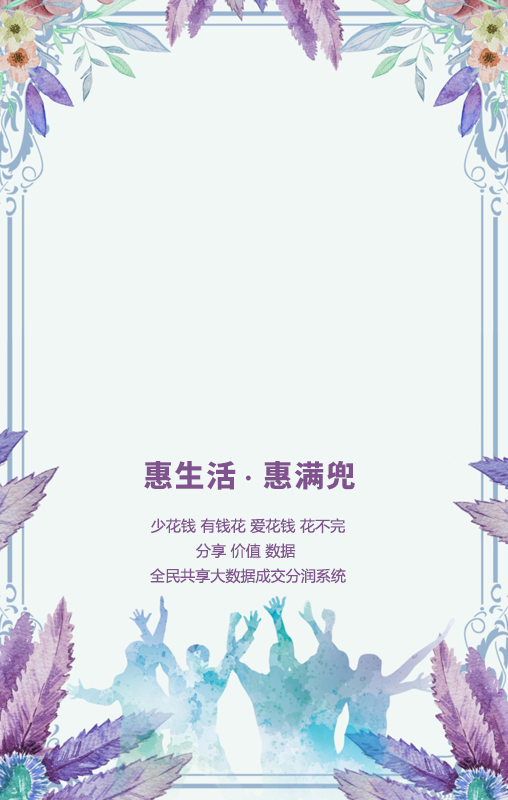 惠生活·惠满兜
少花钱 有钱花 爱花钱 花不完
分享 价值 数据
全民共享大数据成交分润系统